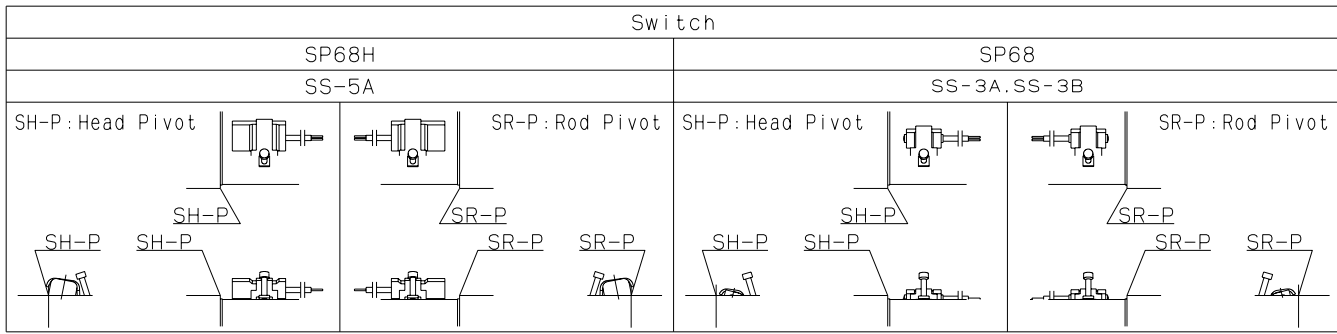 Switch
SP68H
SP68
SS-5A
SS-3A.SS-3B
SH-P:Head Pivot
SR-P:Rod Pivot
SH-P:Head Pivot
SR-P:Rod Pivot
SH-P
SR-P
SH-P
SR-P
SH-P
SH-P
SR-P
SR-P
SH-P
SH-P
SR-P
SR-P